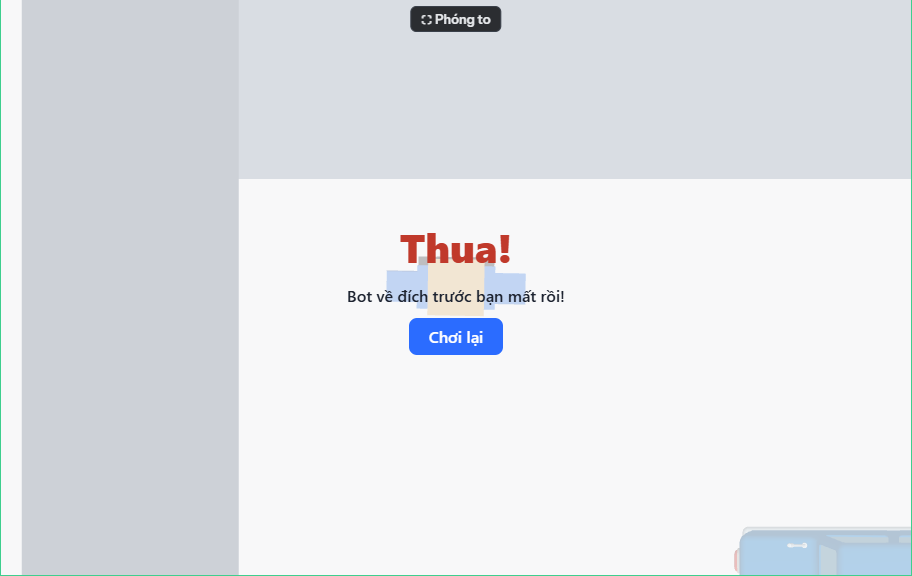 Phóng to
Thua!
Bot về đích trước bạn mất rồi!
Chơi lại